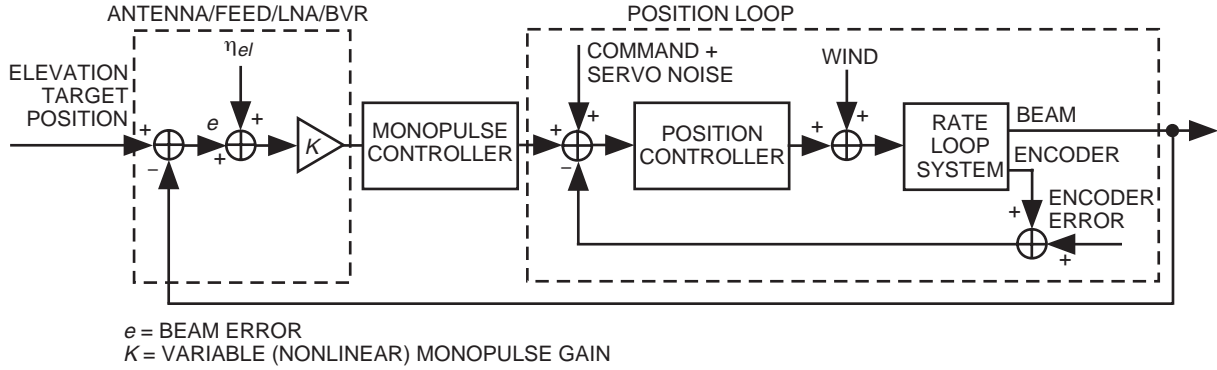 ANTENNA/FEED/LNA/BVR
POSITION LOOP
ELEVATION
TARGET
POSITION
+
−
e
+
η_el
+
K
MONOPULSE
CONTROLLER
COMMAND +
SERVO NOISE
+
+
−
POSITION
CONTROLLER
WIND
+
+
RATE
LOOP
SYSTEM
BEAM
ENCODER
+
ENCODER
ERROR
+
e = BEAM ERROR
K = VARIABLE (NONLINEAR) MONOPULSE GAIN